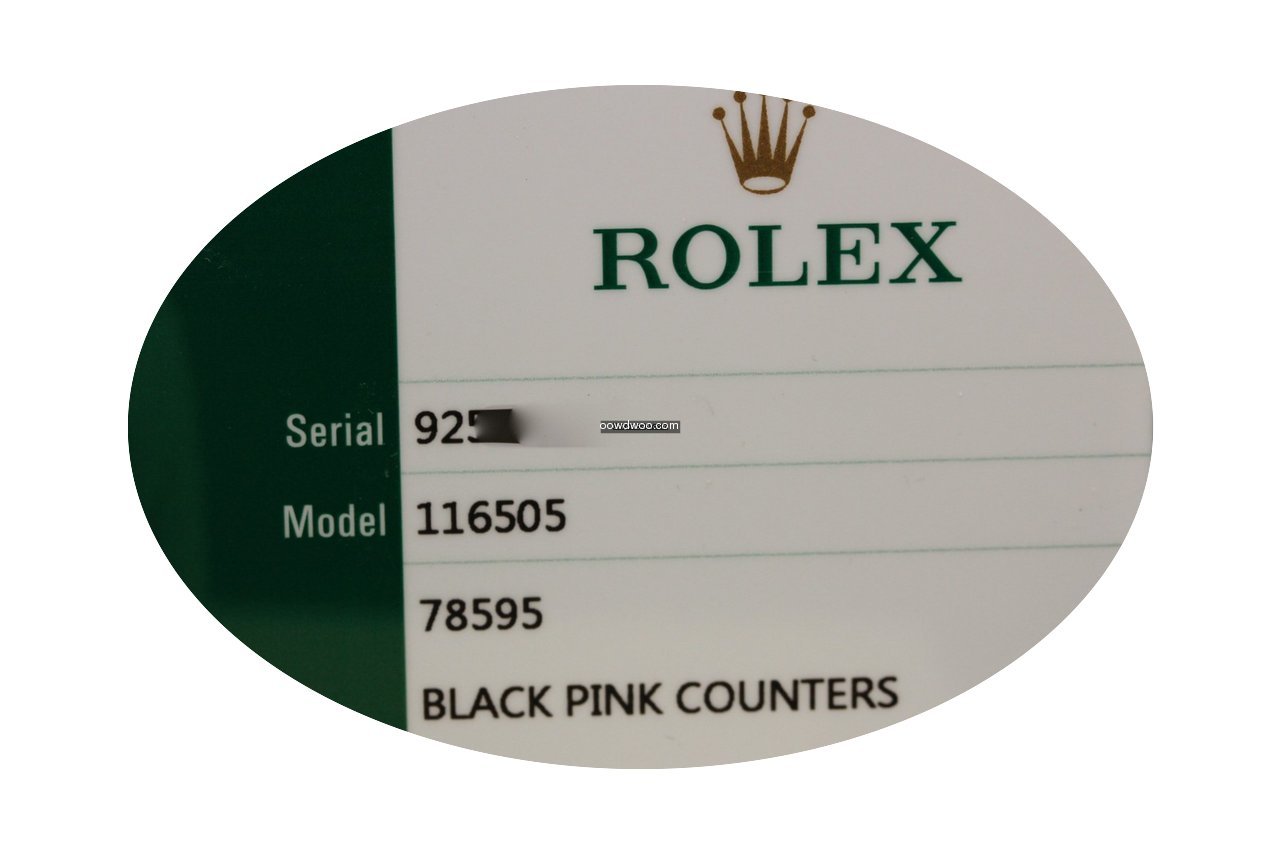 ROLEX
Serial 925
oowdwoo.com
Model 116505
78595
BLACK PINK COUNTERS